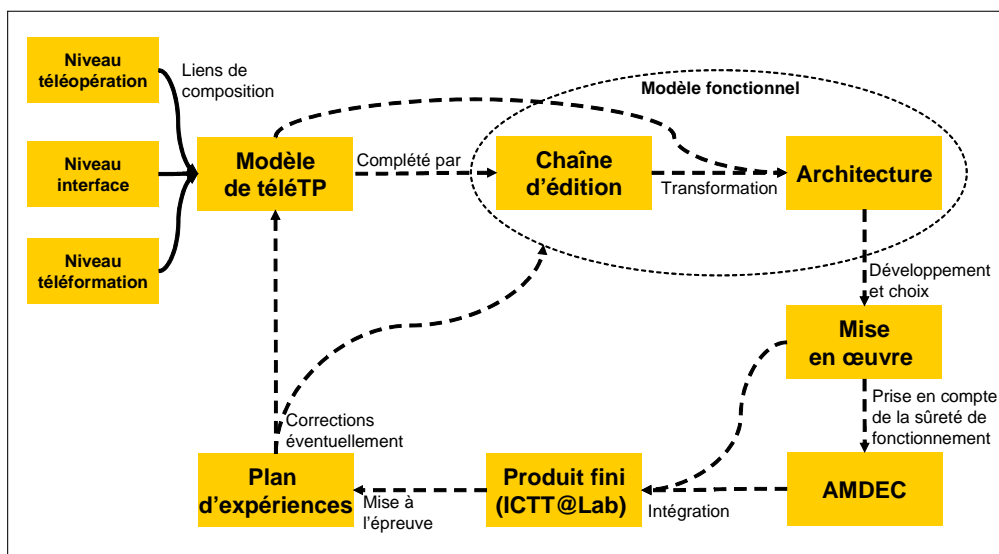 Niveau
téléopération
Liens de
composition
Modèle fonctionnel
Niveau
interface
Modèle
de téléTP
Complété par
Chaîne
d'édition
Transformation
Architecture
Niveau
téléformation
Développement
et choix
Mise
en œuvre
Prise en compte
de la sûreté de
fonctionnement
Corrections
éventuellement
Plan
d'expériences
Mise à
l'épreuve
Produit fini
(ICTT@Lab)
Intégration
AMDEC